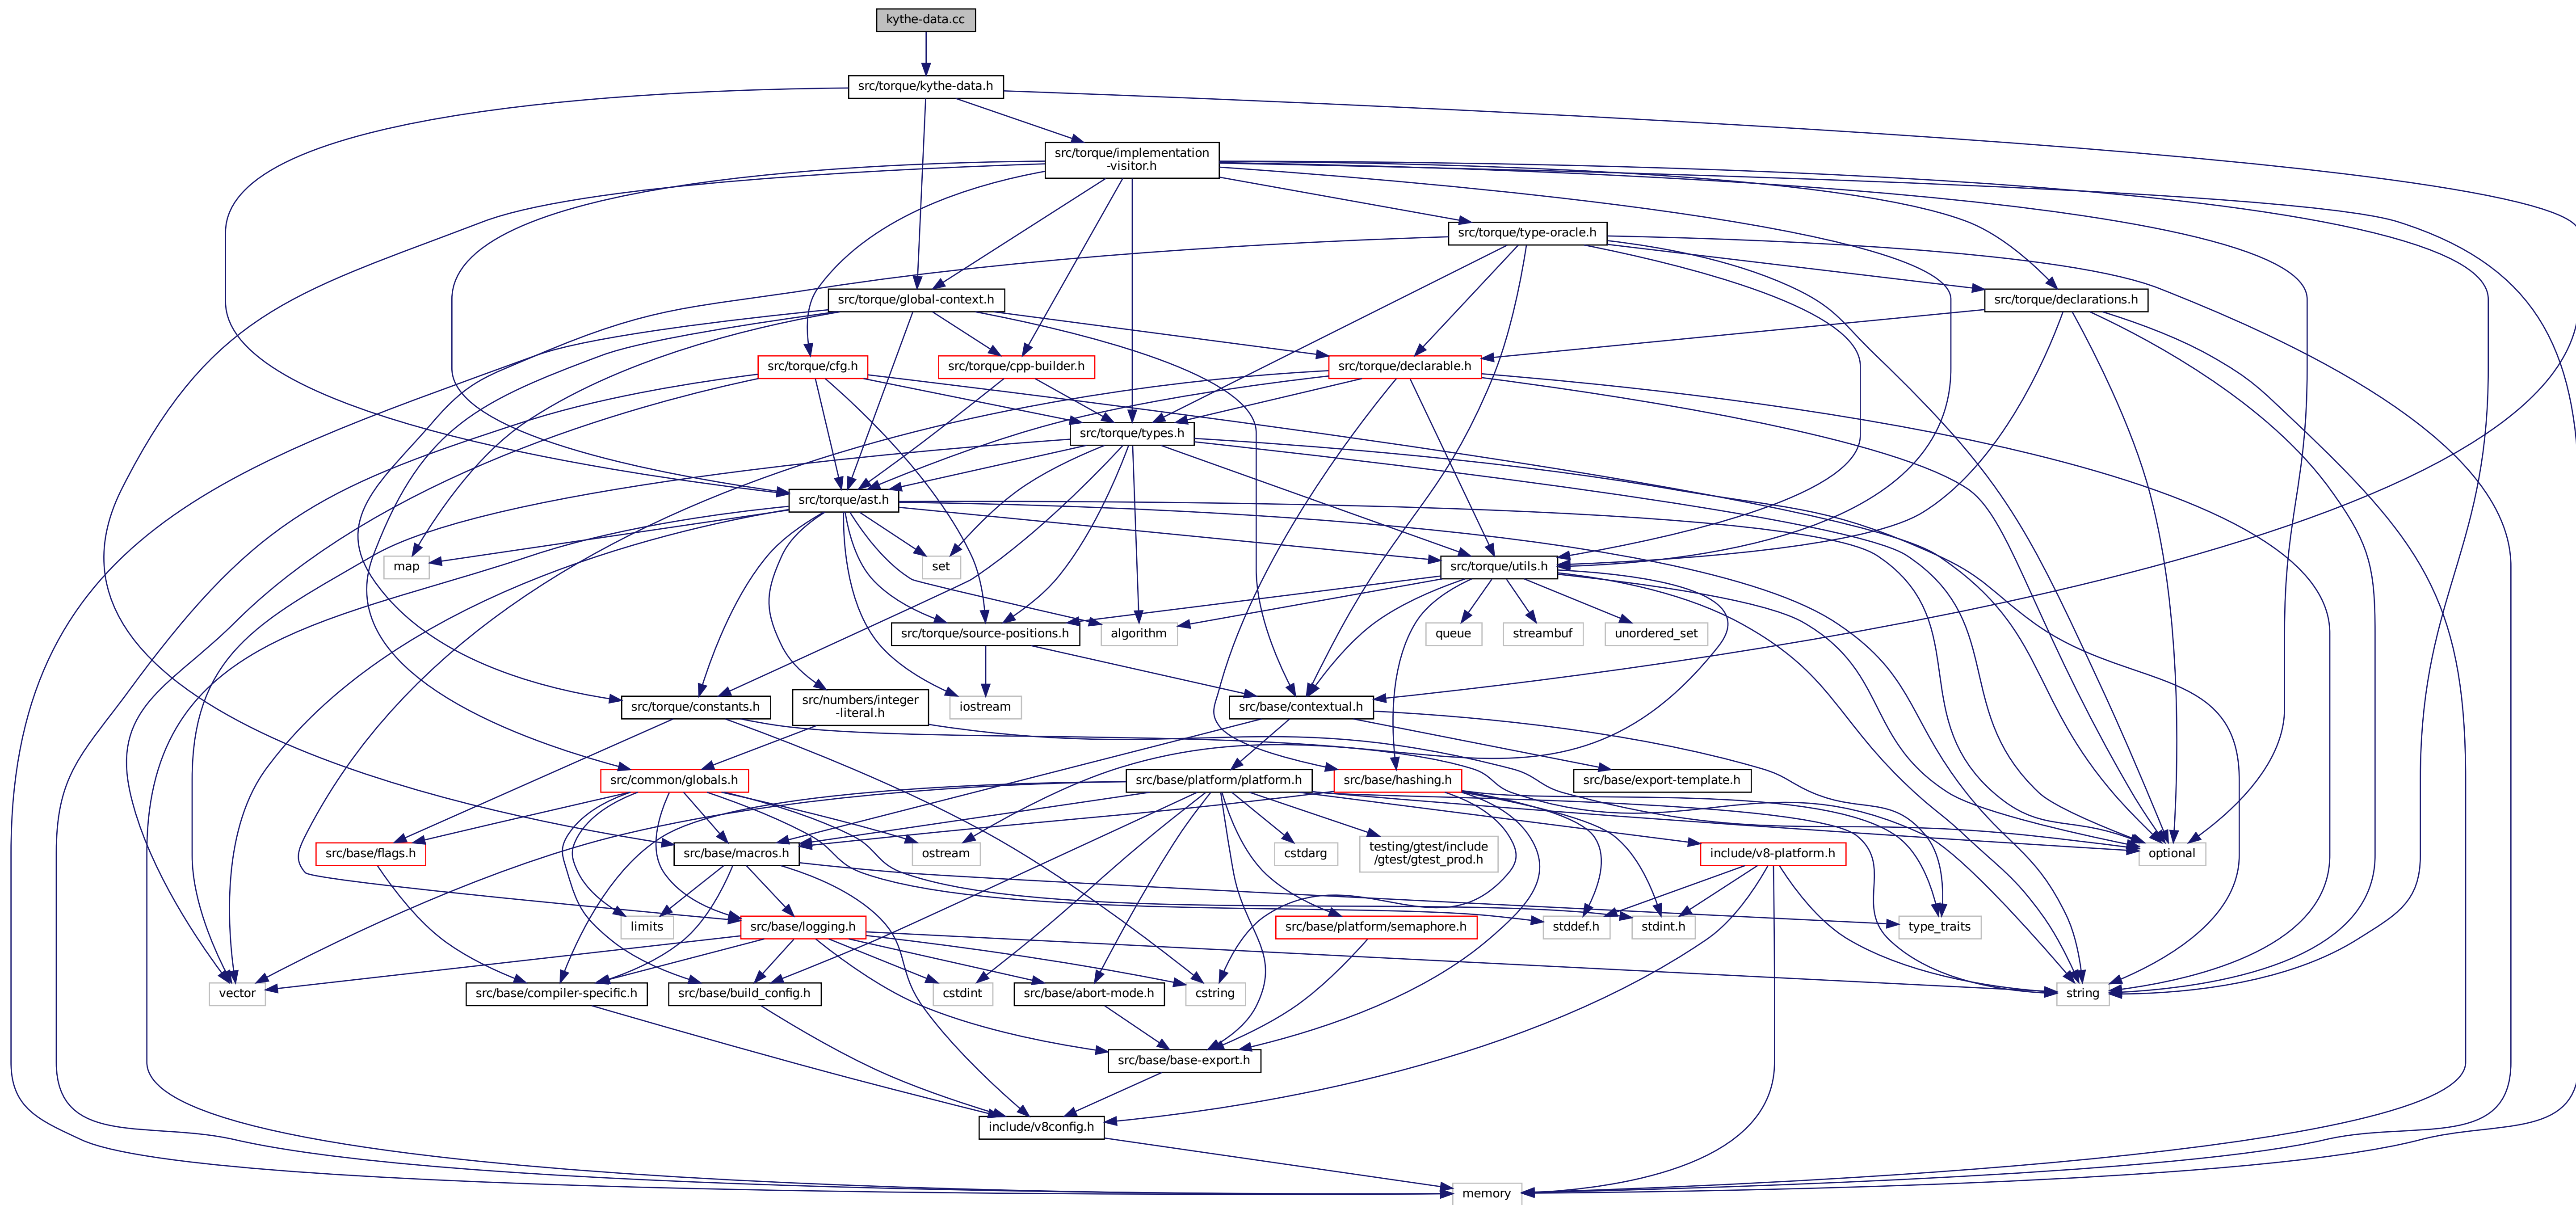 kythe-data.cc
src/torque/kythe-data.h
src/torque/implementation
-visitor.h
src/torque/type-oracle.h
src/torque/global-context.h
src/torque/declarations.h
src/torque/cfg.h
src/torque/cpp-builder.h
src/torque/declarable.h
src/torque/types.h
src/torque/ast.h
map
set
src/torque/utils.h
src/torque/source-positions.h
algorithm
queue
streambuf
unordered_set
src/torque/constants.h
src/numbers/integer
-literal.h
iostream
src/base/contextual.h
src/common/globals.h
src/base/platform/platform.h
src/base/hashing.h
src/base/export-template.h
src/base/flags.h
src/base/macros.h
ostream
cstdarg
testing/gtest/include
/gtest/gtest_prod.h
include/v8-platform.h
optional
limits
src/base/logging.h
src/base/platform/semaphore.h
stddef.h
stdint.h
type_traits
vector
src/base/compiler-specific.h
src/base/build_config.h
cstdint
src/base/abort-mode.h
cstring
string
src/base/base-export.h
include/v8config.h
memory